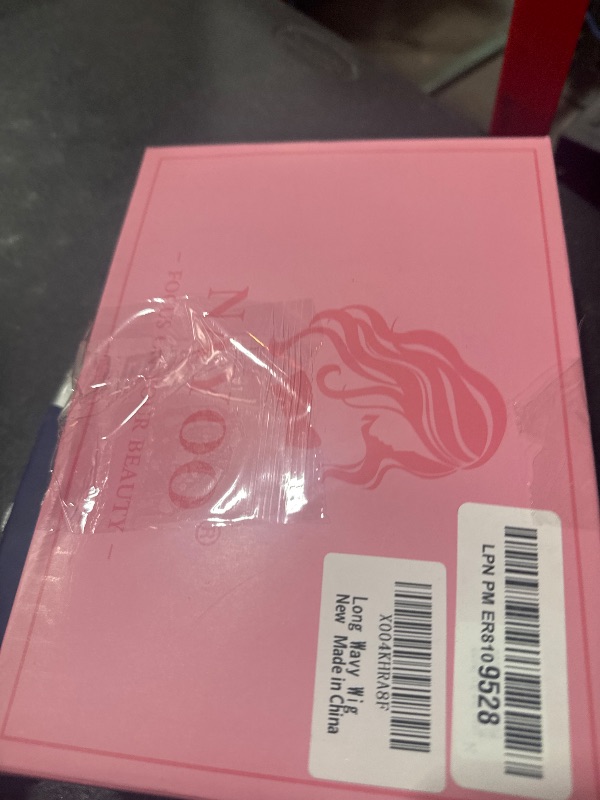 - FOCUS
BEAUTY -
LPN PM ER8109528
X004KHRA8F
Long Wavy Wig
New Made in China